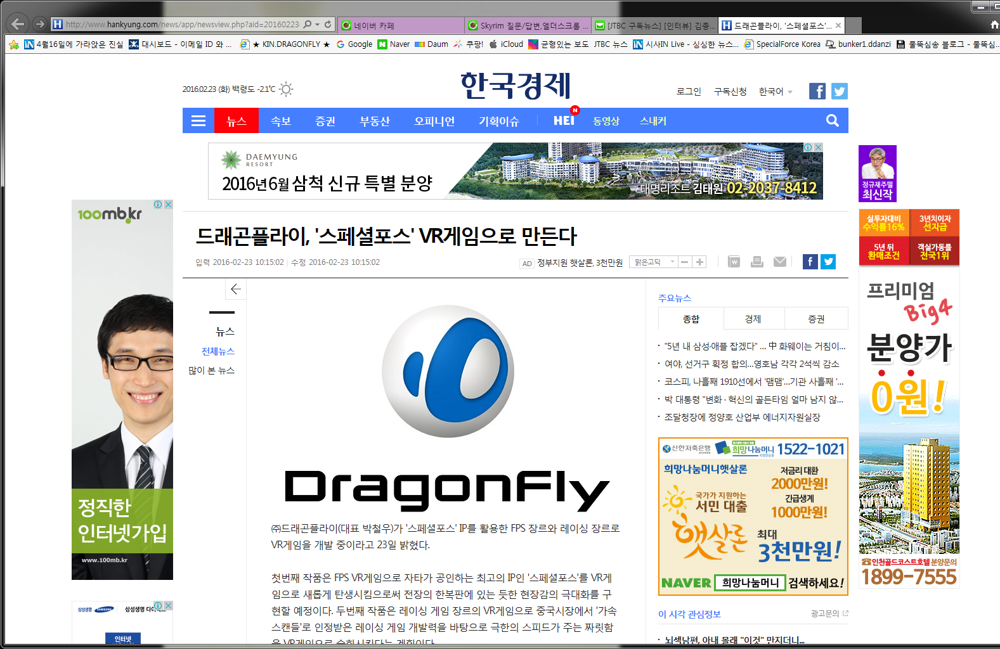 http://www.hankyung.com/news/app/newsview.php?aid=20160223
네이버 카페
Skyrim 질문/답변,엘더스크롤 ...
[JTBC 구독뉴스] [인터뷰] 김종...
드래곤플라이, '스페셜포스'...
4월16일에 가라앉은 진실
대시보드 - 이메일 ID 와 ...
★ KIN.DRAGONFLY ★
Google
Naver
Daum
쿠팡!
iCloud
균형있는 보도 JTBC 뉴스
시사IN Live - 싱싱한 뉴스...
SpecialForce Korea
bunker1.ddanzi
물뚝심송 블로그 - 물뚝심...
2016.02.23 (화) 백령도 -2.1℃
한국경제
로그인 구독신청 한국어
뉴스 속보 증권 부동산 오피니언 기획이슈 HEI N 동영상 스내커
DAEMYUNG
RESORT
2016년 6월 삼척 신규 특별 분양
대명리조트 김태원 02-2037-8412
정규재주필
최신작
100mb.kr
정직한
인터넷가입
www.100mb.kr
삼성생명 SAMSUNG
인터넷
드래곤플라이, '스페셜포스' VR게임으로 만든다
입력 2016-02-23 10:15:02 | 수정 2016-02-23 10:15:02
AD 정부지원 햇살론, 3천만원
맑은고딕
뉴스
전체뉴스
많이 본 뉴스
DragonFly
㈜드래곤플라이(대표 박철우)가 '스페셜포스' IP를 활용한 FPS 장르와 레이싱 장르로
VR게임을 개발 중이라고 23일 밝혔다.
첫번째 작품은 FPS VR게임으로 자타가 공인하는 최고의 IP인 '스페셜포스'를 VR게
임으로 새롭게 탄생시킴으로써 전장의 한복판에 있는 듯한 현장감의 극대화를 구
현할 예정이다. 두번째 작품은 레이싱 게임 장르의 VR게임으로 중국시장에서 '가속
스캔들'로 인정받은 레이싱 게임 개발력을 바탕으로 극한의 스피드가 주는 짜릿함
을 VR게임으로 승화시킨다는 계획이다.
주요뉴스
종합 경제 증권
"5년 내 삼성·애플 잡겠다" ... 中 화웨이는 거침이...
여야, 선거구 획정 합의...영호남 각각 2석씩 감소
코스피, 나흘째 1910선에서 '맴맴'...기관 사흘째 '...
박 대통령 "변화 · 혁신의 골든타임 얼마 남지 않...
조달청장에 정양호 산업부 에너지자원실장
신한저축은행 희망나눔머니 1522-1021
희망나눔머니햇살론
저금리 대환
2000만원!
긴급생계
1000만원!
국가가 지원하는
서민 대출
햇살론
최대
3천만원!
NAVER 희망나눔머니 검색하세요!
이 시각 관심정보
광고문의
뇌섹남편, 아내 몰래 "이것" 만지더니...
실투자대비
수익률16%
3년치이자
선지급
5년 뒤
환매조건
객실가동률
전국1위
프리미엄
Big4
분양가
0원!
인천골드코스트호텔 분양문의
1899-7555